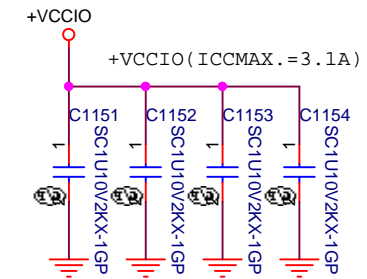 +VCCIO
+VCCIO(ICCMAX.=3.1A)
C1151
C1152
C1153
C1154
1
1
1
1
SC1U10V2KX-1GP
SC1U10V2KX-1GP
SC1U10V2KX-1GP
SC1U10V2KX-1GP